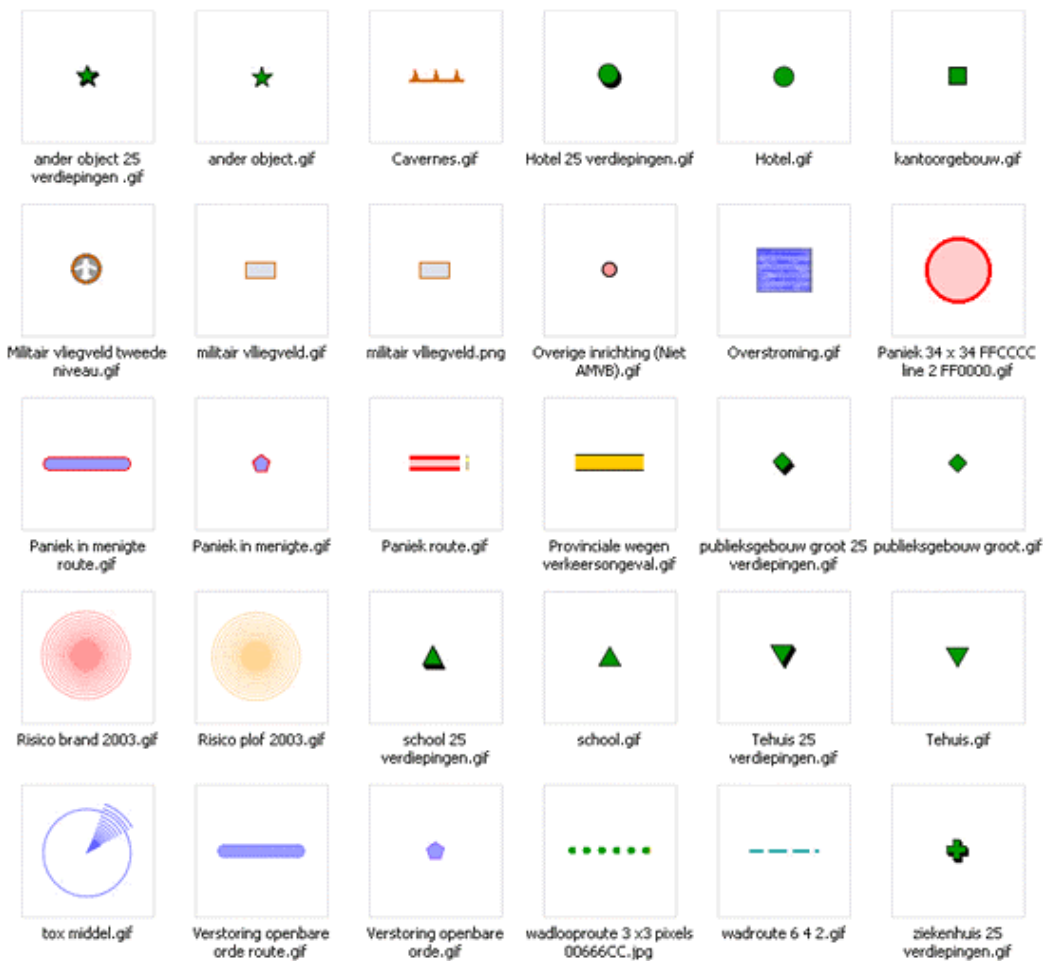 ander object 25
verdiepingen .gif
ander object.gif
Cavernes.gif
Hotel 25 verdiepingen.gif
Hotel.gif
kantoorgebouw.gif
Militair vliegveld tweede
niveau.gif
militair vlliegveld.gif
militair vlliegveld.png
Overige inrichting (Niet
AMVB).gif
Overstroming.gif
Paniek 34 x 34 FFCCCC
line 2 FF0000.gif
Paniek in menigte
route.gif
Paniek in menigte.gif
Paniek route.gif
Provinciale wegen
verkeersongeval.gif
publieksgebouw groot 25
verdiepingen.gif
publieksgebouw groot.gif
Risico brand 2003.gif
Risico plof 2003.gif
school 25
verdiepingen.gif
school.gif
Tehuis 25
verdiepingen.gif
Tehuis.gif
tox middel.gif
Verstoring openbare
orde route.gif
Verstoring openbare
orde.gif
wadlooproute 3 x3 pixels
00666CC.jpg
wadroute 6 4 2.gif
ziekenhuis 25
verdiepingen.gif